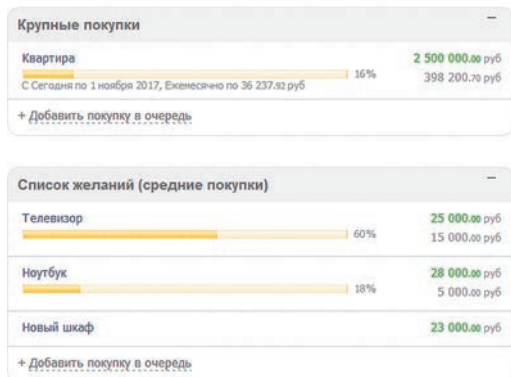 Крупные покупки −
Квартира 2 500 000.00 руб
16% 398 200.70 руб
С Сегодня по 1 ноября 2017, Ежемесячно по 36 237.92 руб
+ Добавить покупку в очередь
Список желаний (средние покупки) −
Телевизор 25 000.00 руб
60% 15 000.00 руб
Ноутбук 28 000.00 руб
18% 5 000.00 руб
Новый шкаф 23 000.00 руб
+ Добавить покупку в очередь